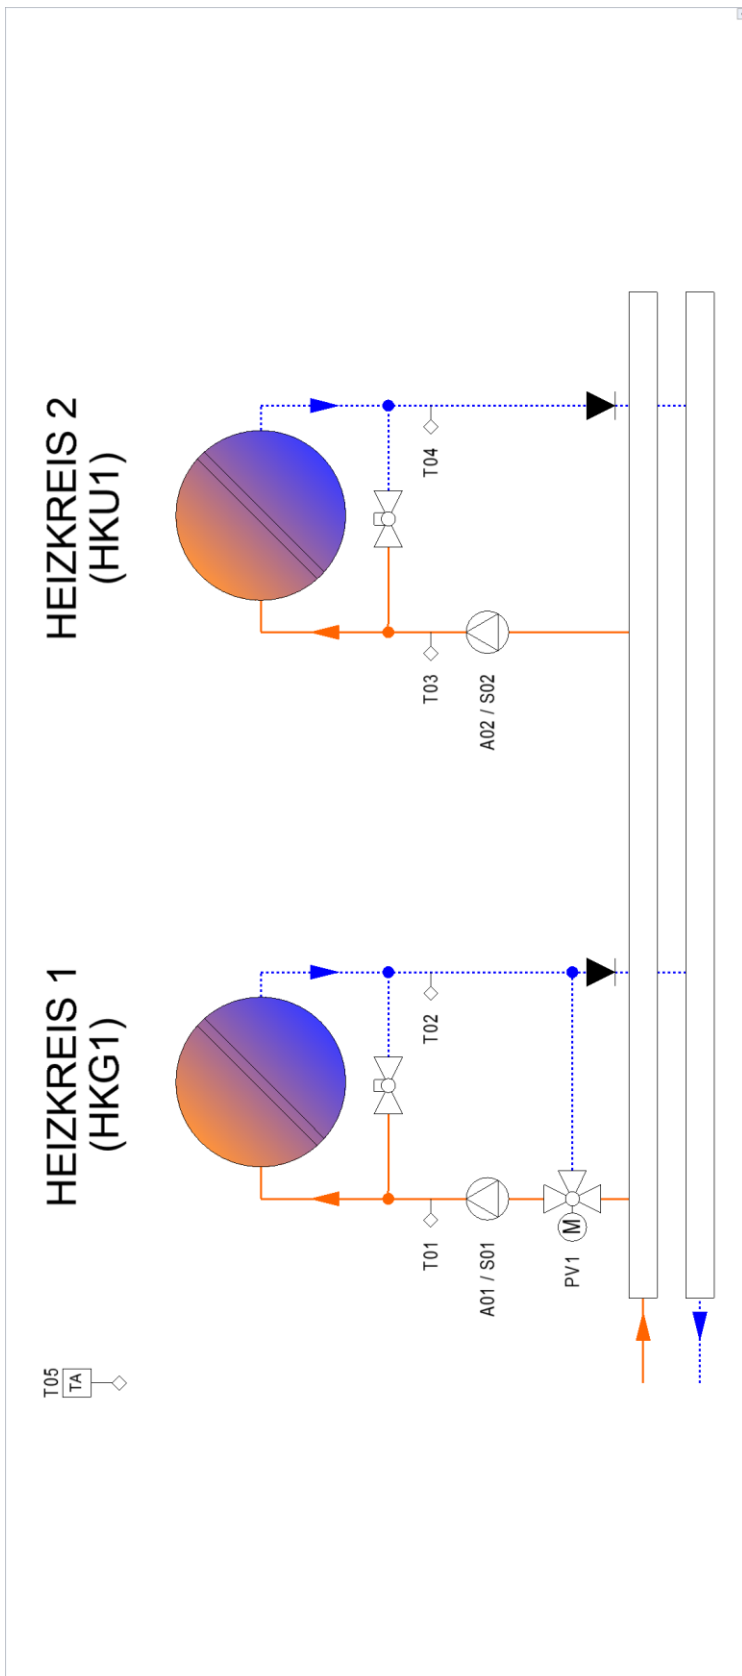 T05
TA
HEIZKREIS 1
(HKG1)
HEIZKREIS 2
(HKU1)
T01
T02
A01 / S01
M
PV1
T03
T04
A02 / S02